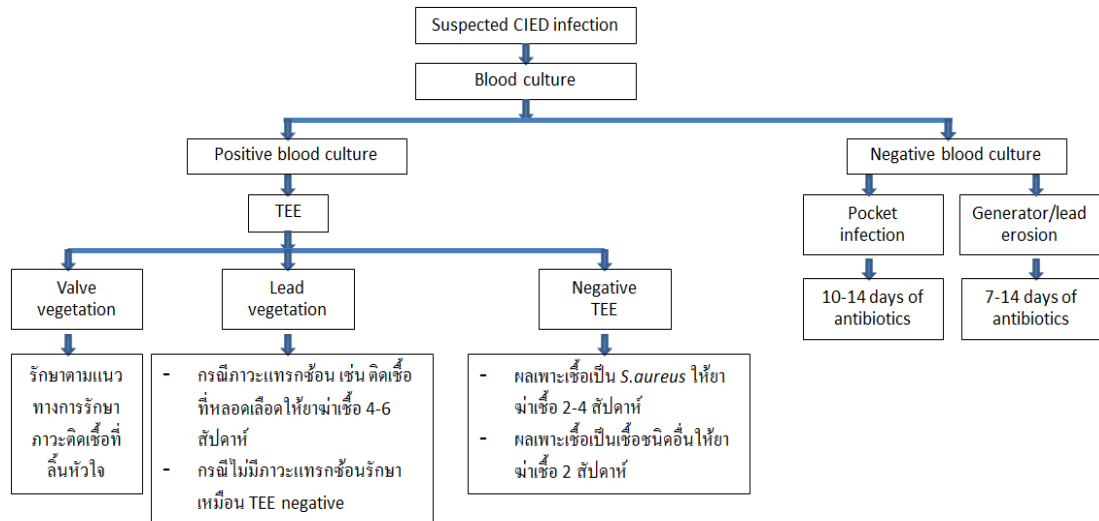 Suspected CIED infection
Blood culture
Positive blood culture
Negative blood culture
TEE
Pocket
infection
Generator/lead
erosion
Valve
vegetation
Lead
vegetation
Negative
TEE
10-14 days of
antibiotics
7-14 days of
antibiotics
รักษาตามแนว
ทางการรักษา
ภาวะติดเชื้อที่
ลิ้นหัวใจ
- กรณีภาวะแทรกซ้อน เช่น ติดเชื้อ
ที่หลอดเลือดให้ยาฆ่าเชื้อ 4-6
สัปดาห์
- กรณีไม่มีภาวะแทรกซ้อนรักษา
เหมือน TEE negative
- ผลเพาะเชื้อเป็น S.aureus ให้ยา
ฆ่าเชื้อ 2-4 สัปดาห์
- ผลเพาะเชื้อเป็นเชื้อชนิดอื่นให้ยา
ฆ่าเชื้อ 2 สัปดาห์